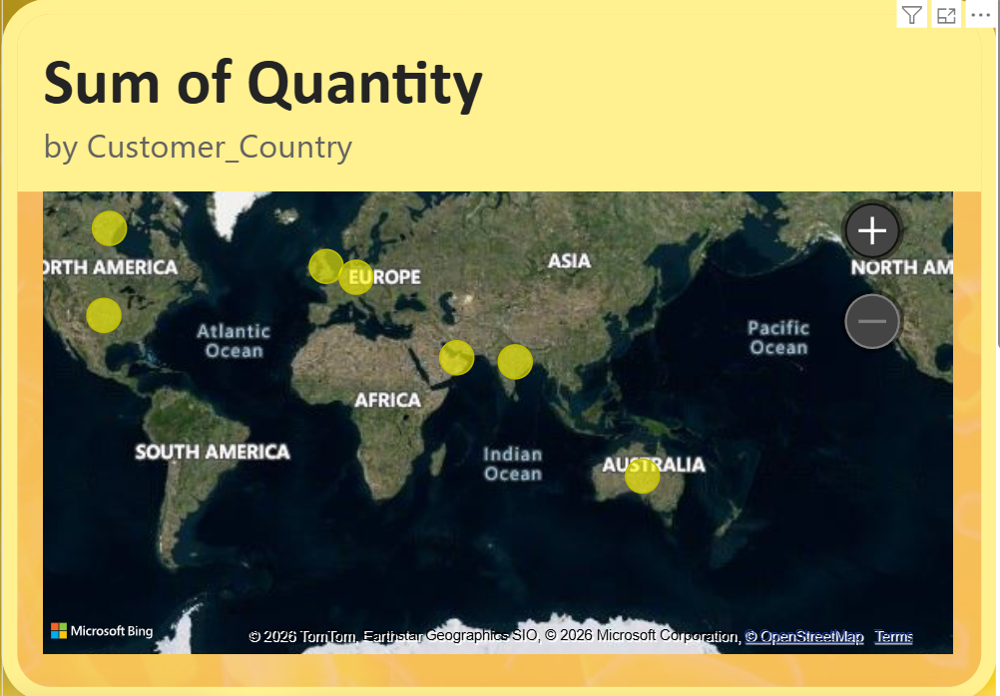 Sum of Quantity
by Customer_Country
ORTH AMERICA
EUROPE
ASIA
NORTH AM
Atlantic
Ocean
Pacific
Ocean
AFRICA
SOUTH AMERICA
Indian
Ocean
AUSTRALIA
Microsoft Bing
© 2026 TomTom, Earthstar Geographics SIO, © 2026 Microsoft Corporation, © OpenStreetMap Terms